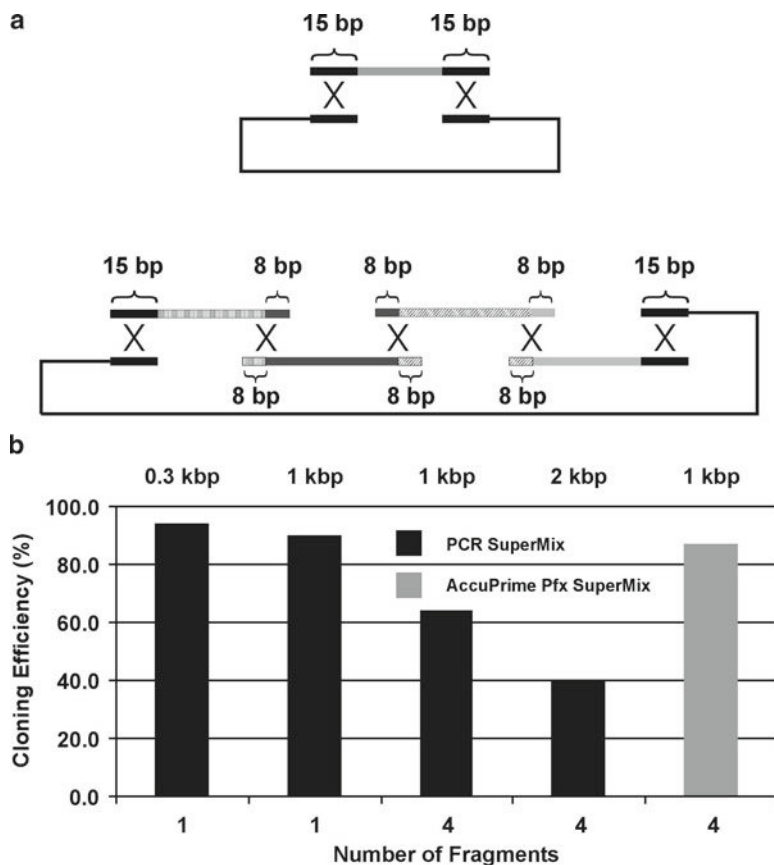 a
15 bp 15 bp
X X
15 bp 8 bp 8 bp 8 bp 15 bp
X X X X X
8 bp 8 bp 8 bp
b
0.3 kbp 1 kbp 1 kbp 2 kbp 1 kbp
Cloning Efficiency (%)
100.0
80.0
60.0
40.0
20.0
0.0
PCR SuperMix
AccuPrime Pfx SuperMix
1 1 4 4 4
Number of Fragments